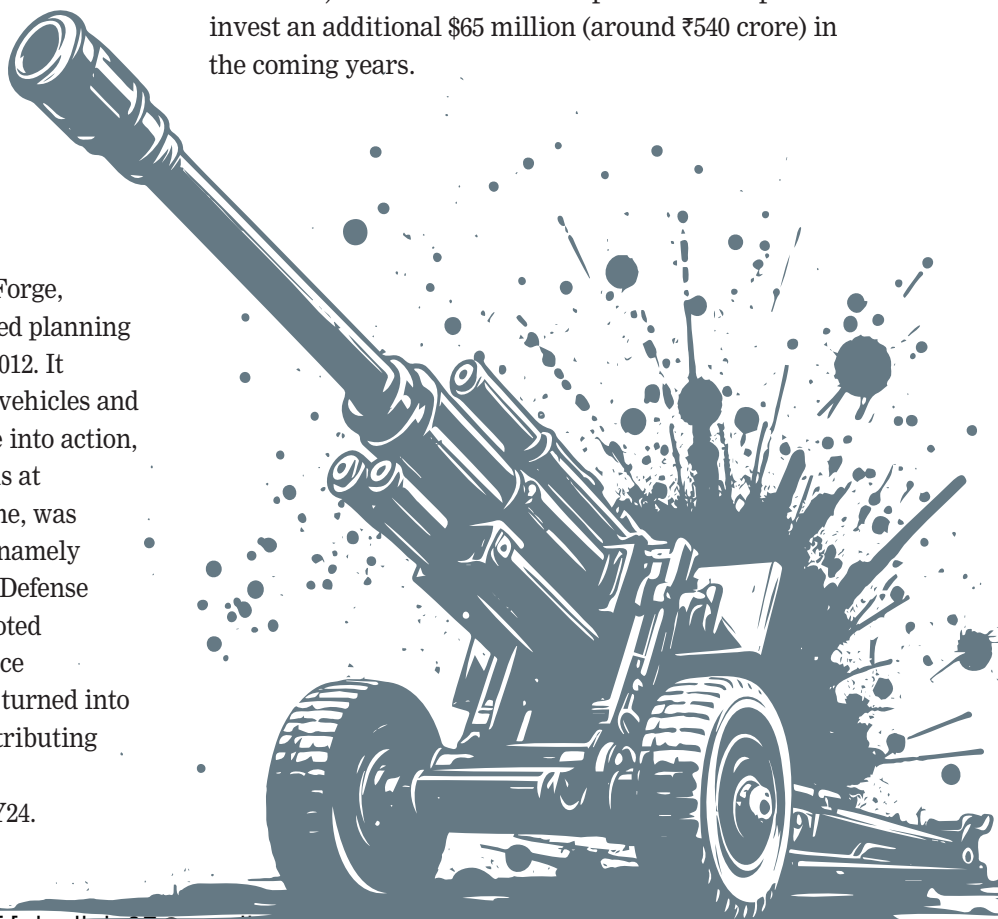 invest an additional $65 million (around ₹540 crore) in
the coming years.
Forge,
ed planning
012. It
vehicles and
e into action,
s at
ne, was
namely
Defense
oted
ce
turned into
tributing
Y24.